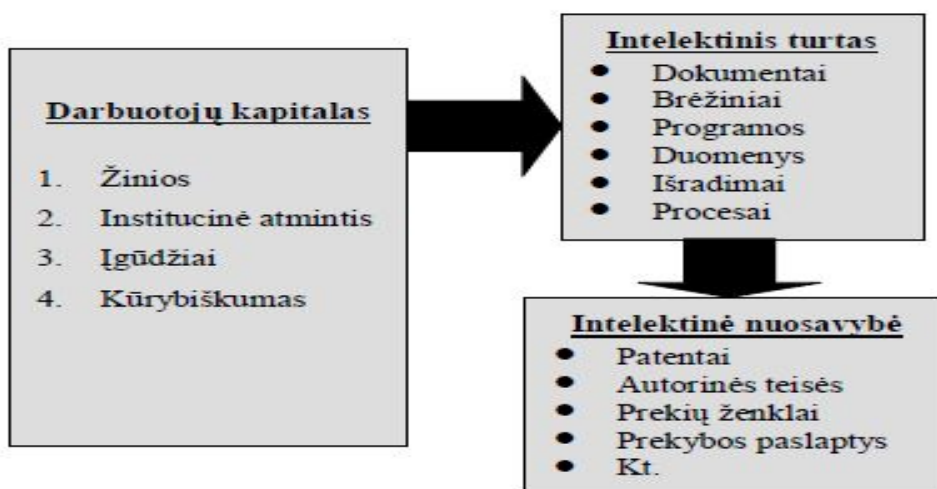 Darbuotojų kapitalas
1. Žinios
2. Institucinė atmintis
3. Įgūdžiai
4. Kūrybiškumas
Intelektinis turtas
● Dokumentai
● Brėžiniai
● Programos
● Duomenys
● Išradimai
● Procesai
Intelektinė nuosavybė
● Patentai
● Autorinės teisės
● Prekių ženklai
● Prekybos paslaptys
● Kt.